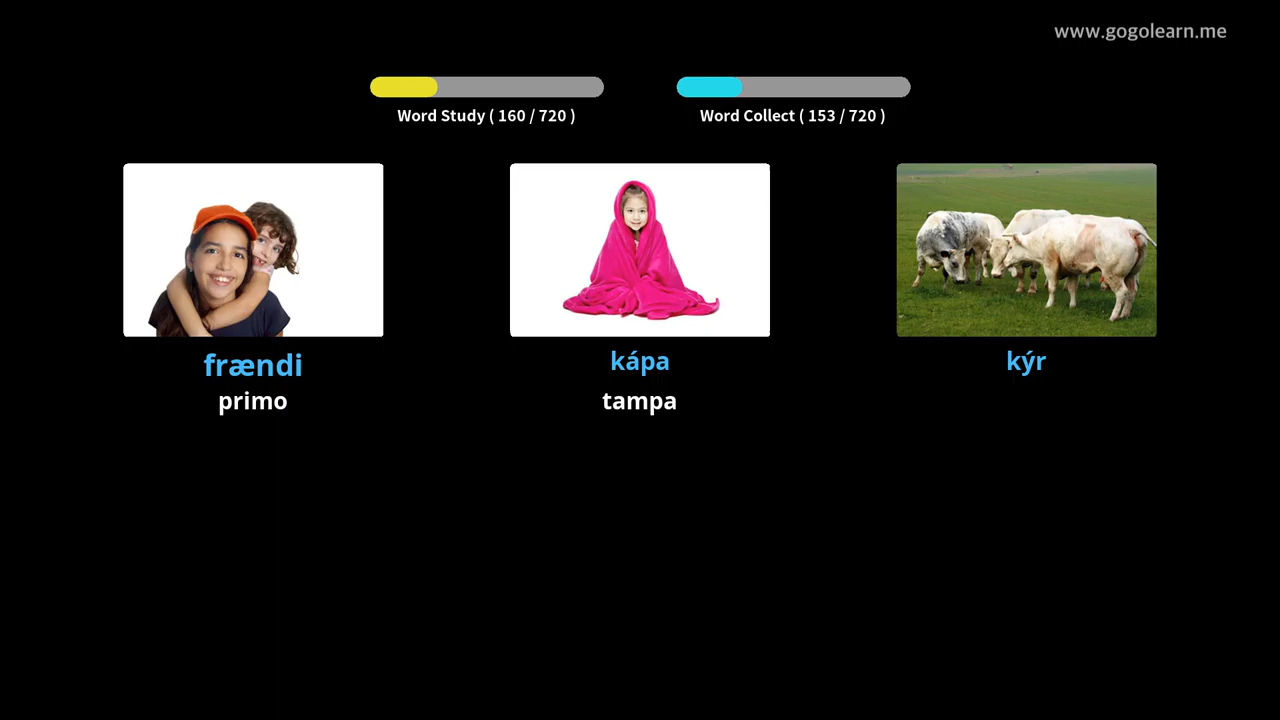 www.gogolearn.me
Word Study ( 160 / 720 )
Word Collect ( 153 / 720 )
frændi
kápa
kýr
primo
tampa